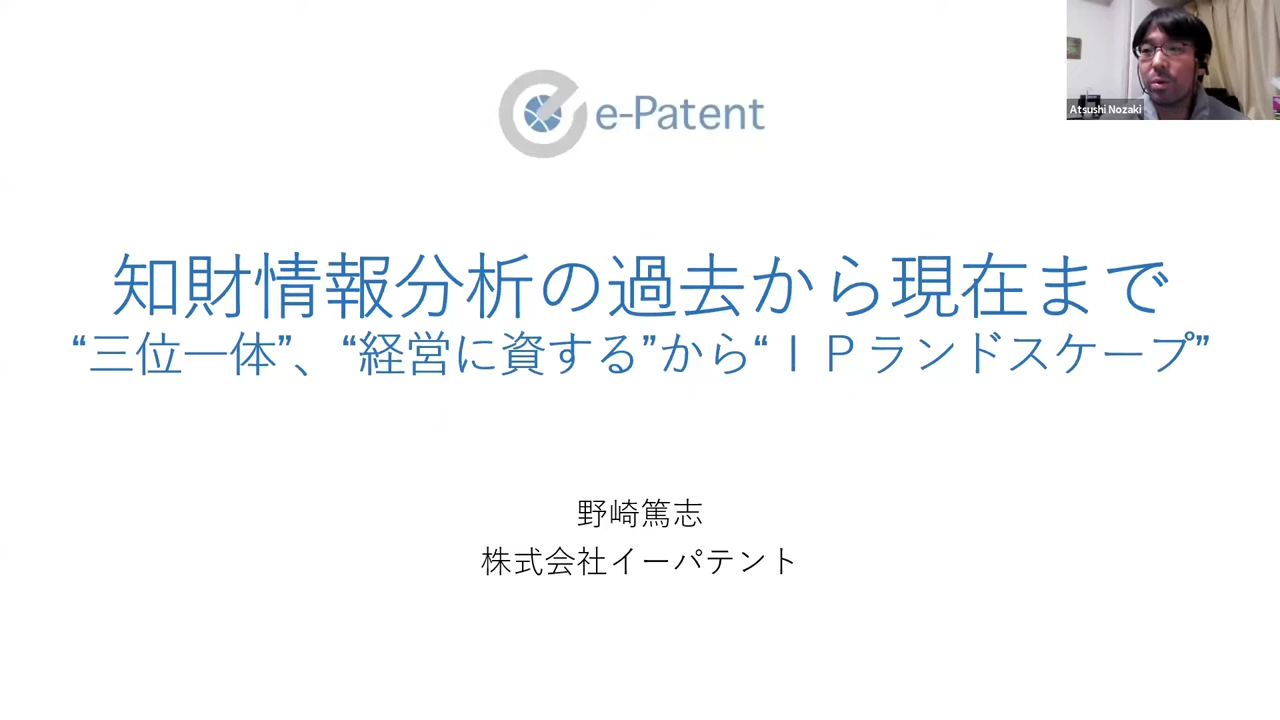 e-Patent
Atsushi Nozaki
知財情報分析の過去から現在まで
“三位一体”、“経営に資する”から“ＩＰランドスケープ”
野崎篤志
株式会社イーパテント